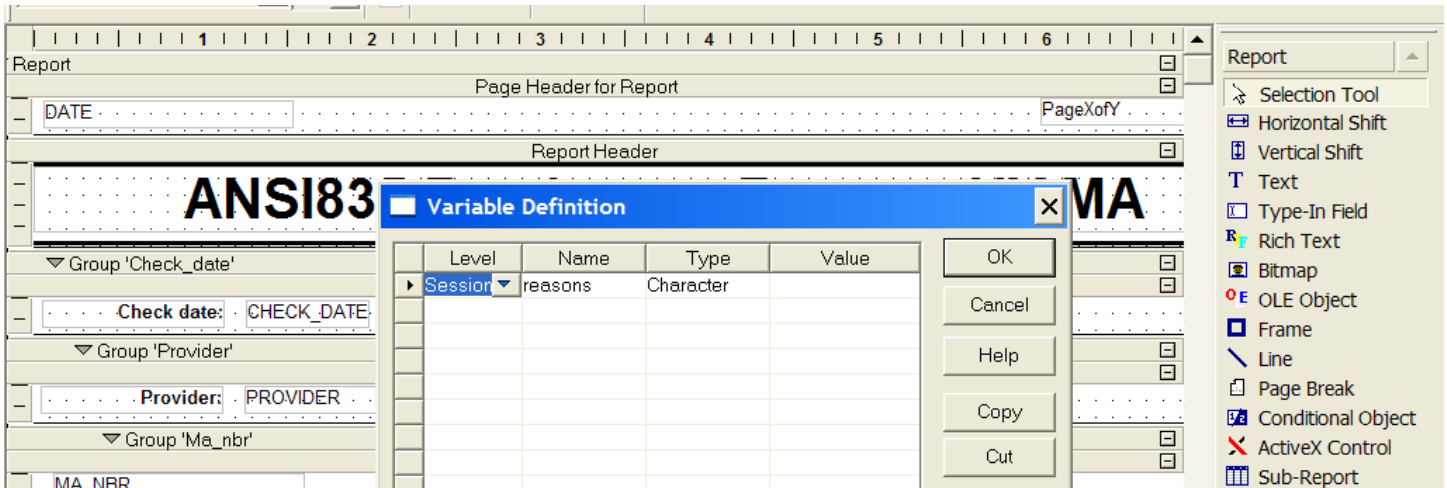 1 2 3 4 5 6
Report
Page Header for Report
DATE PageXofY
Report Header
ANSI83 MA
Group 'Check_date'
Check date: CHECK_DATE
Group 'Provider'
Provider: PROVIDER
Group 'Ma_nbr'
MA_NBR
Variable Definition
Level Name Type Value
Session reasons Character
OK
Cancel
Help
Copy
Cut
Report
Selection Tool
Horizontal Shift
Vertical Shift
T Text
Type-In Field
Rich Text
Bitmap
OLE Object
Frame
Line
Page Break
Conditional Object
ActiveX Control
Sub-Report